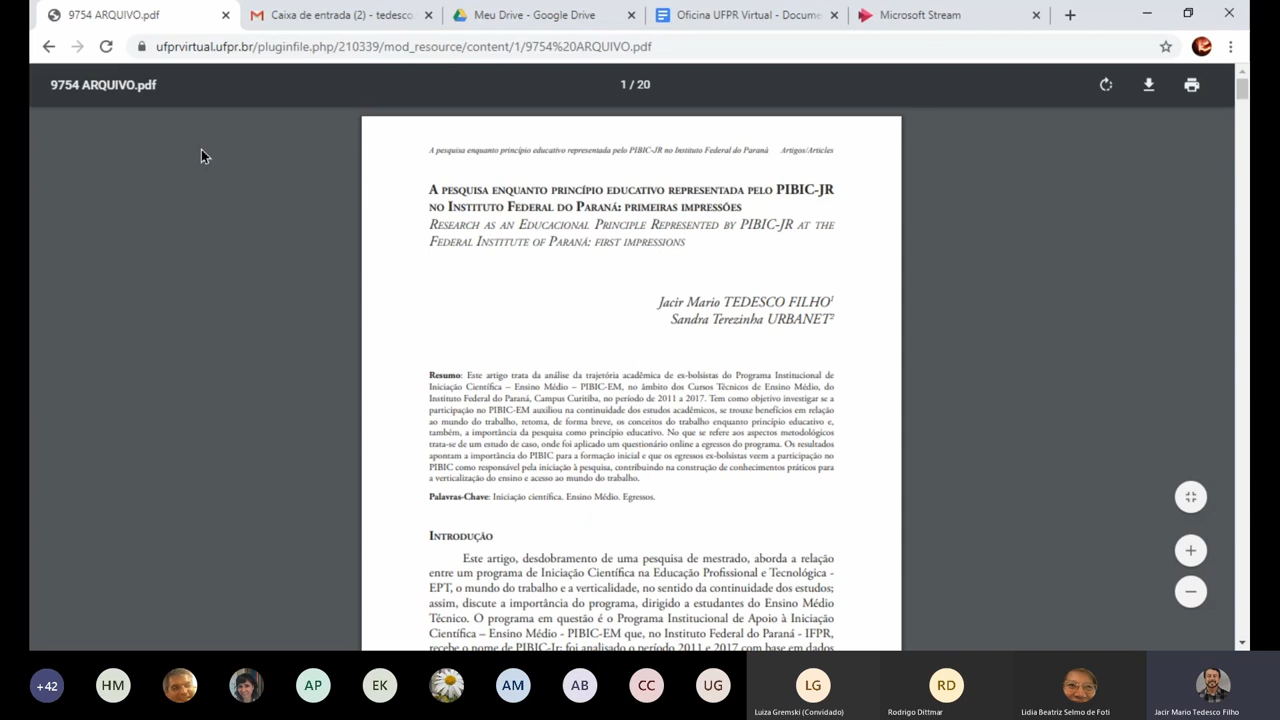 9754 ARQUIVO.pdf
Caixa de entrada (2) - tedesco.
Meu Drive - Google Drive
Oficina UFPR Virtual - Docume
Microsoft Stream
ufprvirtual.ufpr.br/pluginfile.php/210339/mod_resource/content/1/9754%20ARQUIVO.pdf
9754 ARQUIVO.pdf
1 / 20
A pesquisa enquanto princípio educativo representada pelo PIBIC-JR no Instituto Federal do Paraná Artigos/Articles
A PESQUISA ENQUANTO PRINCÍPIO EDUCATIVO REPRESENTADA PELO PIBIC-JR
NO INSTITUTO FEDERAL DO PARANÁ: PRIMEIRAS IMPRESSÕES
RESEARCH AS AN EDUCACIONAL PRINCIPLE REPRESENTED BY PIBIC-JR AT THE
FEDERAL INSTITUTE OF PARANÁ: FIRST IMPRESSIONS
Jacir Mario TEDESCO FILHO¹
Sandra Terezinha URBANET²
Resumo: Este artigo trata da análise da trajetória acadêmica de ex-bolsistas do Programa Institucional de
Iniciação Científica – Ensino Médio – PIBIC-EM, no âmbito dos Cursos Técnicos de Ensino Médio, do
Instituto Federal do Paraná, Campus Curitiba, no período de 2011 a 2017. Tem como objetivo investigar se a
participação no PIBIC-EM auxiliou na continuidade dos estudos acadêmicos, se trouxe benefícios em relação
ao mundo do trabalho, retoma, de forma breve, os conceitos do trabalho enquanto princípio educativo e,
também, a importância da pesquisa como princípio educativo. No que se refere aos aspectos metodológicos
trata-se de um estudo de caso, onde foi aplicado um questionário online a egressos do programa. Os resultados
apontam a importância do PIBIC para a formação inicial e que os egressos ex-bolsistas veem a participação no
PIBIC como responsável pela iniciação à pesquisa, contribuindo na construção de conhecimentos práticos para
a verticalização do ensino e acesso ao mundo do trabalho.
Palavras-Chave: Iniciação científica. Ensino Médio. Egressos.
INTRODUÇÃO
Este artigo, desdobramento de uma pesquisa de mestrado, aborda a relação
entre um programa de Iniciação Científica na Educação Profissional e Tecnológica -
EPT, o mundo do trabalho e a verticalidade, no sentido da continuidade dos estudos;
assim, discute a importância do programa, dirigido a estudantes do Ensino Médio
Técnico. O programa em questão é o Programa Institucional de Apoio à Iniciação
Científica – Ensino Médio - PIBIC-EM que, no Instituto Federal do Paraná - IFPR,
recebe o nome de PIBIC-Jr; foi analisado o período 2011 e 2017 com base em dados
+42
HM
AP
EK
AM
AB
CC
UG
LG
RD
Luiza Gremski (Convidado)
Rodrigo Dittmar
Lidia Beatriz Selmo de Foti
Jacir Mario Tedesco Filho